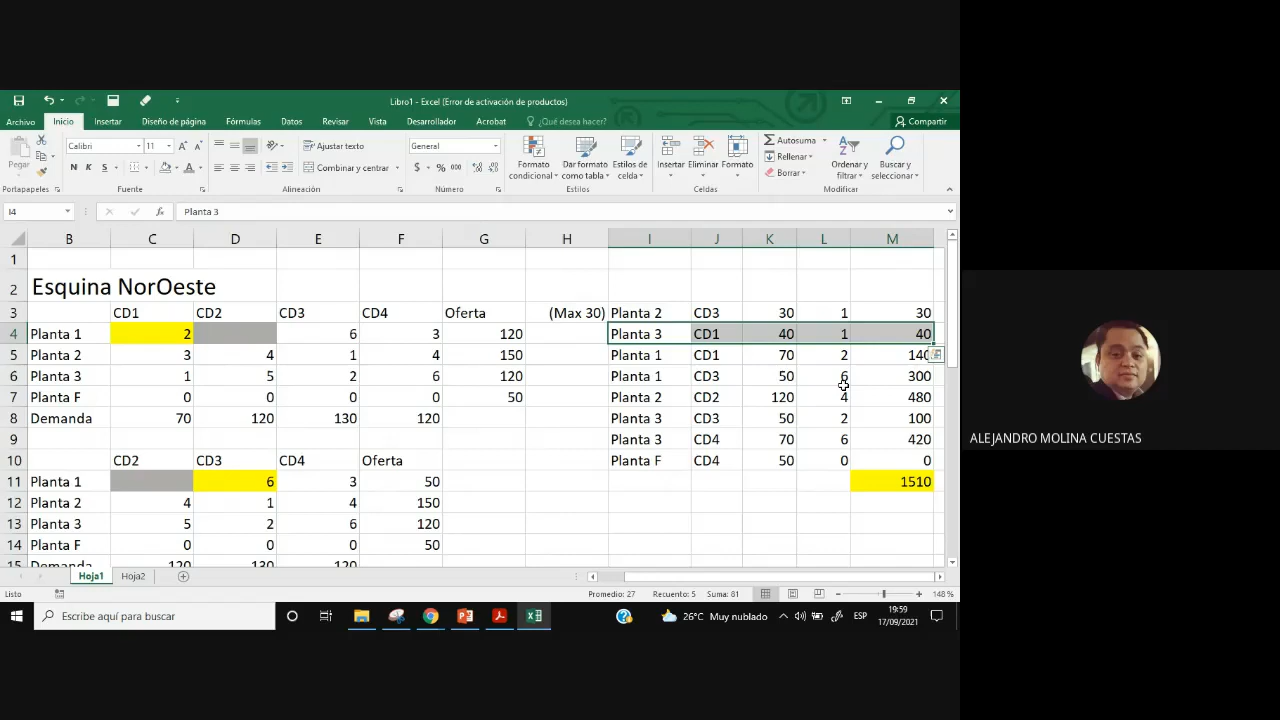 Libro1 - Excel (Error de activación de productos)
Archivo Inicio Insertar Diseño de página Fórmulas Datos Revisar Vista Desarrollador Acrobat ¿Qué desea hacer? Compartir
Pegar
Calibri 11
N K S
Ajustar texto
Combinar y centrar
General
$ % 000
Formato condicional
Dar formato como tabla
Estilos de celda
Insertar
Eliminar
Formato
Autosuma
Rellenar
Borrar
Ordenar y filtrar
Buscar y seleccionar
Portapapeles Fuente Alineación Número Estilos Celdas Modificar
I4 fx Planta 3
B C D E F G H I J K L M
1
2 Esquina NorOeste
3 CD1 CD2 CD3 CD4 Oferta (Max 30) Planta 2 CD3 30 1 30
4 Planta 1 2 6 3 120 Planta 3 CD1 40 1 40
5 Planta 2 3 4 1 4 150 Planta 1 CD1 70 2 140
6 Planta 3 1 5 2 6 120 Planta 1 CD3 50 6 300
7 Planta F 0 0 0 0 50 Planta 2 CD2 120 4 480
8 Demanda 70 120 130 120 Planta 3 CD3 50 2 100
9 Planta 3 CD4 70 6 420
10 CD2 CD3 CD4 Oferta Planta F CD4 50 0 0
11 Planta 1 6 3 50 1510
12 Planta 2 4 1 4 150
13 Planta 3 5 2 6 120
14 Planta F 0 0 0 50
15 Demanda 120 130 120
Hoja1 Hoja2
Listo Promedio: 27 Recuento: 5 Suma: 81 148 %
Escribe aquí para buscar
26°C Muy nublado ESP
19:59
17/09/2021
ALEJANDRO MOLINA CUESTAS